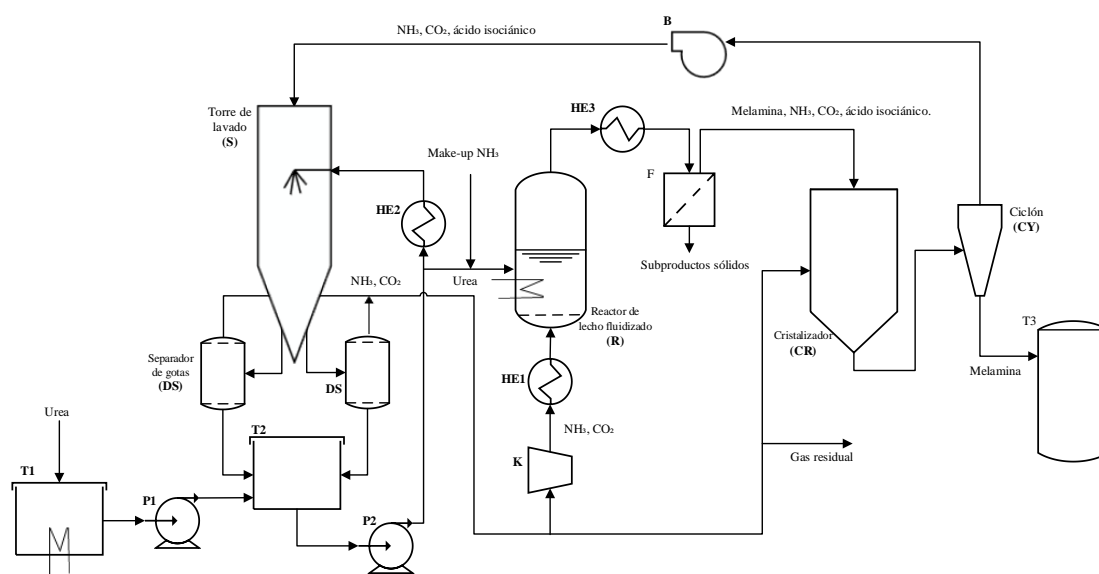 B
NH₃, CO₂, ácido isociánico
Torre de
lavado
(S)
HE3
Melamina, NH₃, CO₂, ácido isociánico.
Make-up NH₃
F
HE2
Ciclón
(CY)
Subproductos sólidos
Urea
NH₃, CO₂
Reactor de
lecho fluidizado
(R)
T3
Cristalizador
(CR)
Separador
de gotas
(DS)
DS
HE1
Melamina
Urea
T2
NH₃, CO₂
Gas residual
T1
K
P1
P2